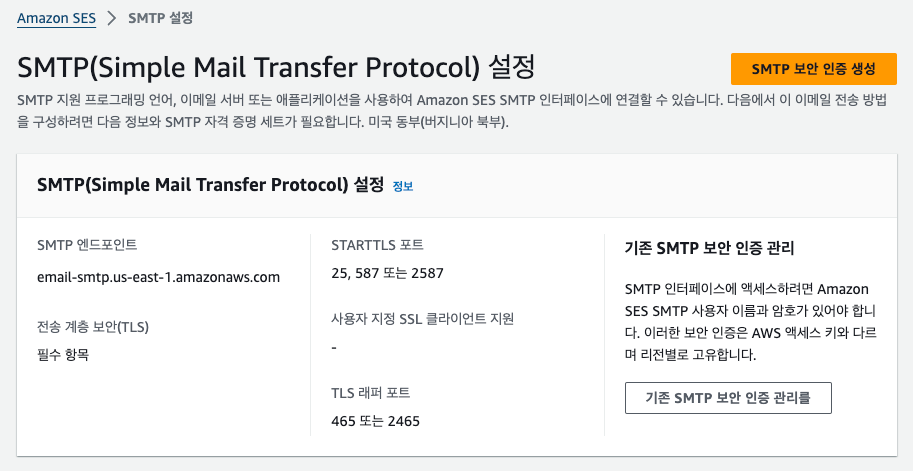 Amazon SES > SMTP 설정
SMTP(Simple Mail Transfer Protocol) 설정
SMTP 보안 인증 생성
SMTP 지원 프로그래밍 언어, 이메일 서버 또는 애플리케이션을 사용하여 Amazon SES SMTP 인터페이스에 연결할 수 있습니다. 다음에서 이 이메일 전송 방법
을 구성하려면 다음 정보와 SMTP 자격 증명 세트가 필요합니다. 미국 동부(버지니아 북부).
SMTP(Simple Mail Transfer Protocol) 설정 정보
SMTP 엔드포인트
email-smtp.us-east-1.amazonaws.com
전송 계층 보안(TLS)
필수 항목
STARTTLS 포트
25, 587 또는 2587
사용자 지정 SSL 클라이언트 지원
-
TLS 래퍼 포트
465 또는 2465
기존 SMTP 보안 인증 관리
SMTP 인터페이스에 액세스하려면 Amazon
SES SMTP 사용자 이름과 암호가 있어야 합니
다. 이러한 보안 인증은 AWS 액세스 키와 다르
며 리전별로 고유합니다.
기존 SMTP 보안 인증 관리를